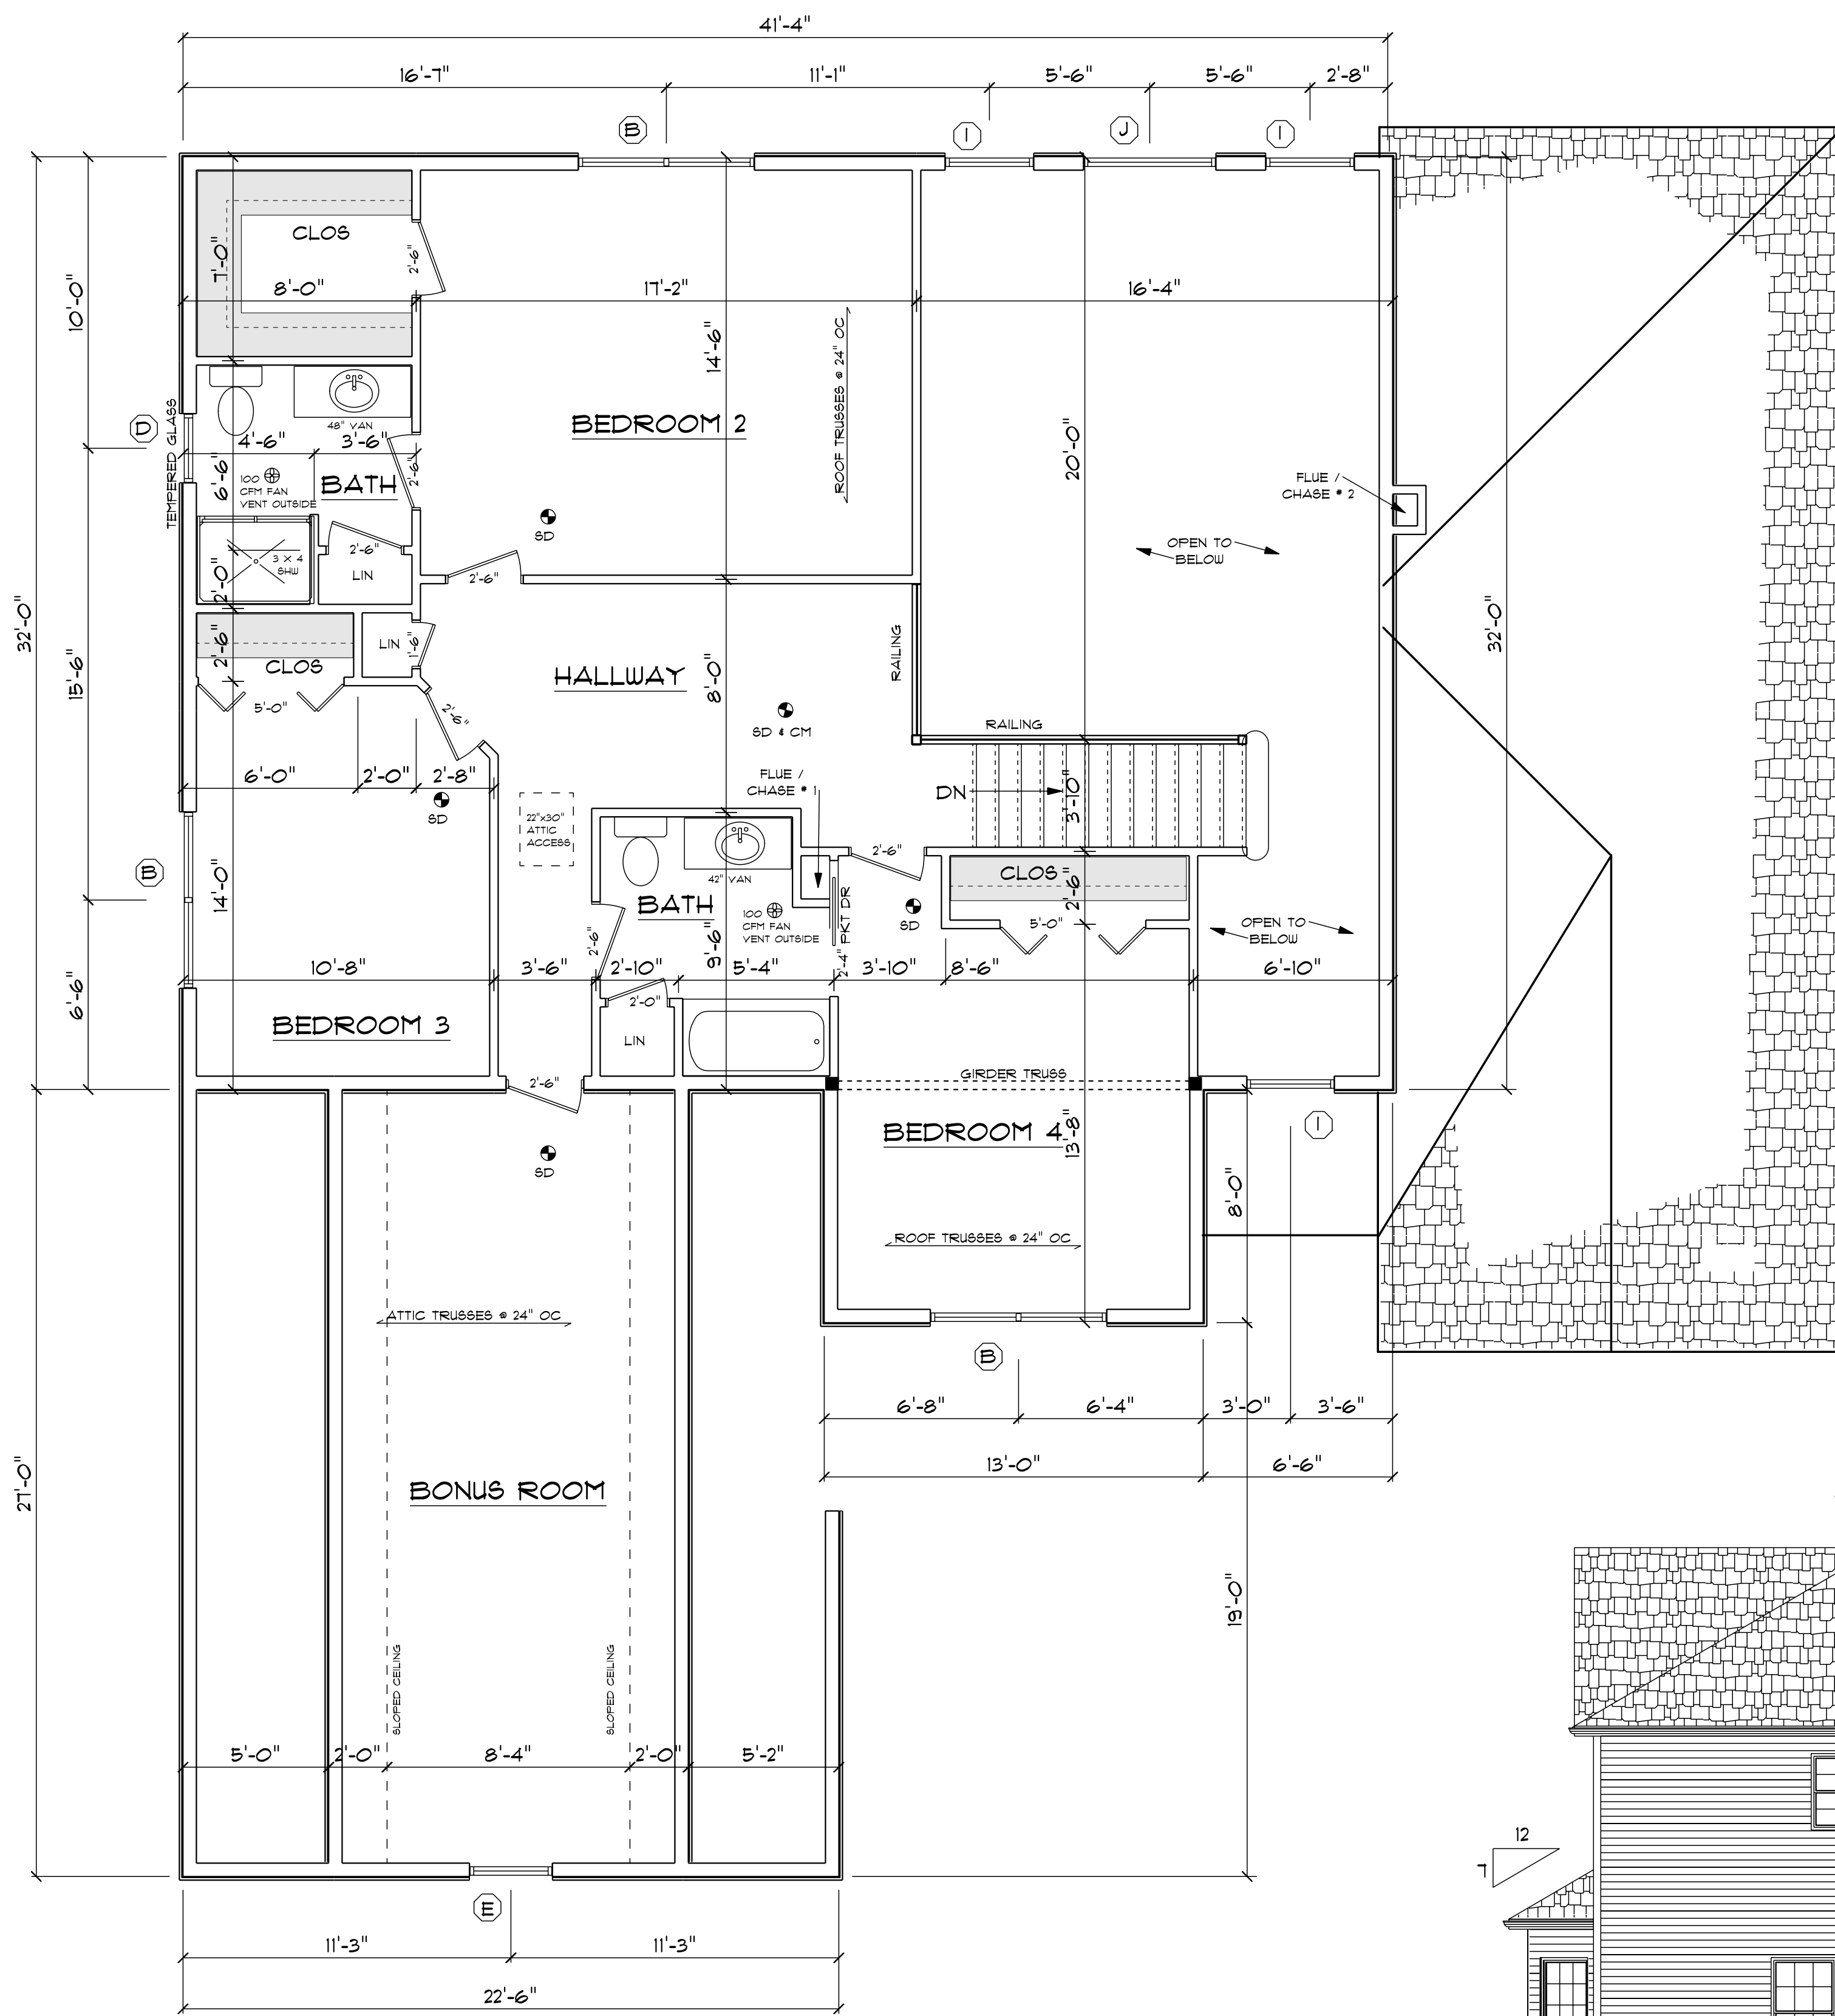 41'-4"
16'-7"
11'-1"
5'-6"
5'-6"
2'-8"
B
I
J
I
CLOS
7'-0"
2'-6"
8'-0"
17'-2"
16'-4"
10'-0"
14'-6"
ROOF TRUSSES @ 24" OC
BEDROOM 2
20'-0"
D
TEMPERED GLASS
48" VAN
4'-6"
3'-6"
2'-6"
6'-6"
100
CFM FAN
VENT OUTSIDE
BATH
FLUE /
CHASE # 2
SD
OPEN TO
BELOW
2'-6"
3 X 4
SHW
LIN
2'-6"
2'-0"
32'-0"
32'-0"
LIN
1'-6"
2'-6"
CLOS
5'-0"
2'-6"
HALLWAY
8'-0"
RAILING
15'-6"
SD & CM
RAILING
6'-0"
2'-0"
2'-8"
SD
FLUE /
CHASE # 1
DN
3'-10"
22"x30"
ATTIC
ACCESS
B
14'-0"
2'-6"
42" VAN
CLOS
2'-6"
BATH
100
CFM FAN
VENT OUTSIDE
PKT DR
2'-4"
SD
5'-0"
OPEN TO
BELOW
2'-6"
9'-6"
10'-8"
3'-6"
2'-10"
5'-4"
3'-10"
8'-6"
6'-10"
6'-6"
2'-0"
BEDROOM 3
LIN
2'-6"
GIRDER TRUSS
I
BEDROOM 4
13'-8"
SD
8'-0"
ROOF TRUSSES @ 24" OC
ATTIC TRUSSES @ 24" OC
B
6'-8"
6'-4"
3'-0"
3'-6"
13'-0"
6'-6"
27'-0"
BONUS ROOM
19'-0"
SLOPED CEILING
SLOPED CEILING
5'-0"
2'-0"
8'-4"
2'-0"
5'-2"
12
7
E
11'-3"
11'-3"
22'-6"